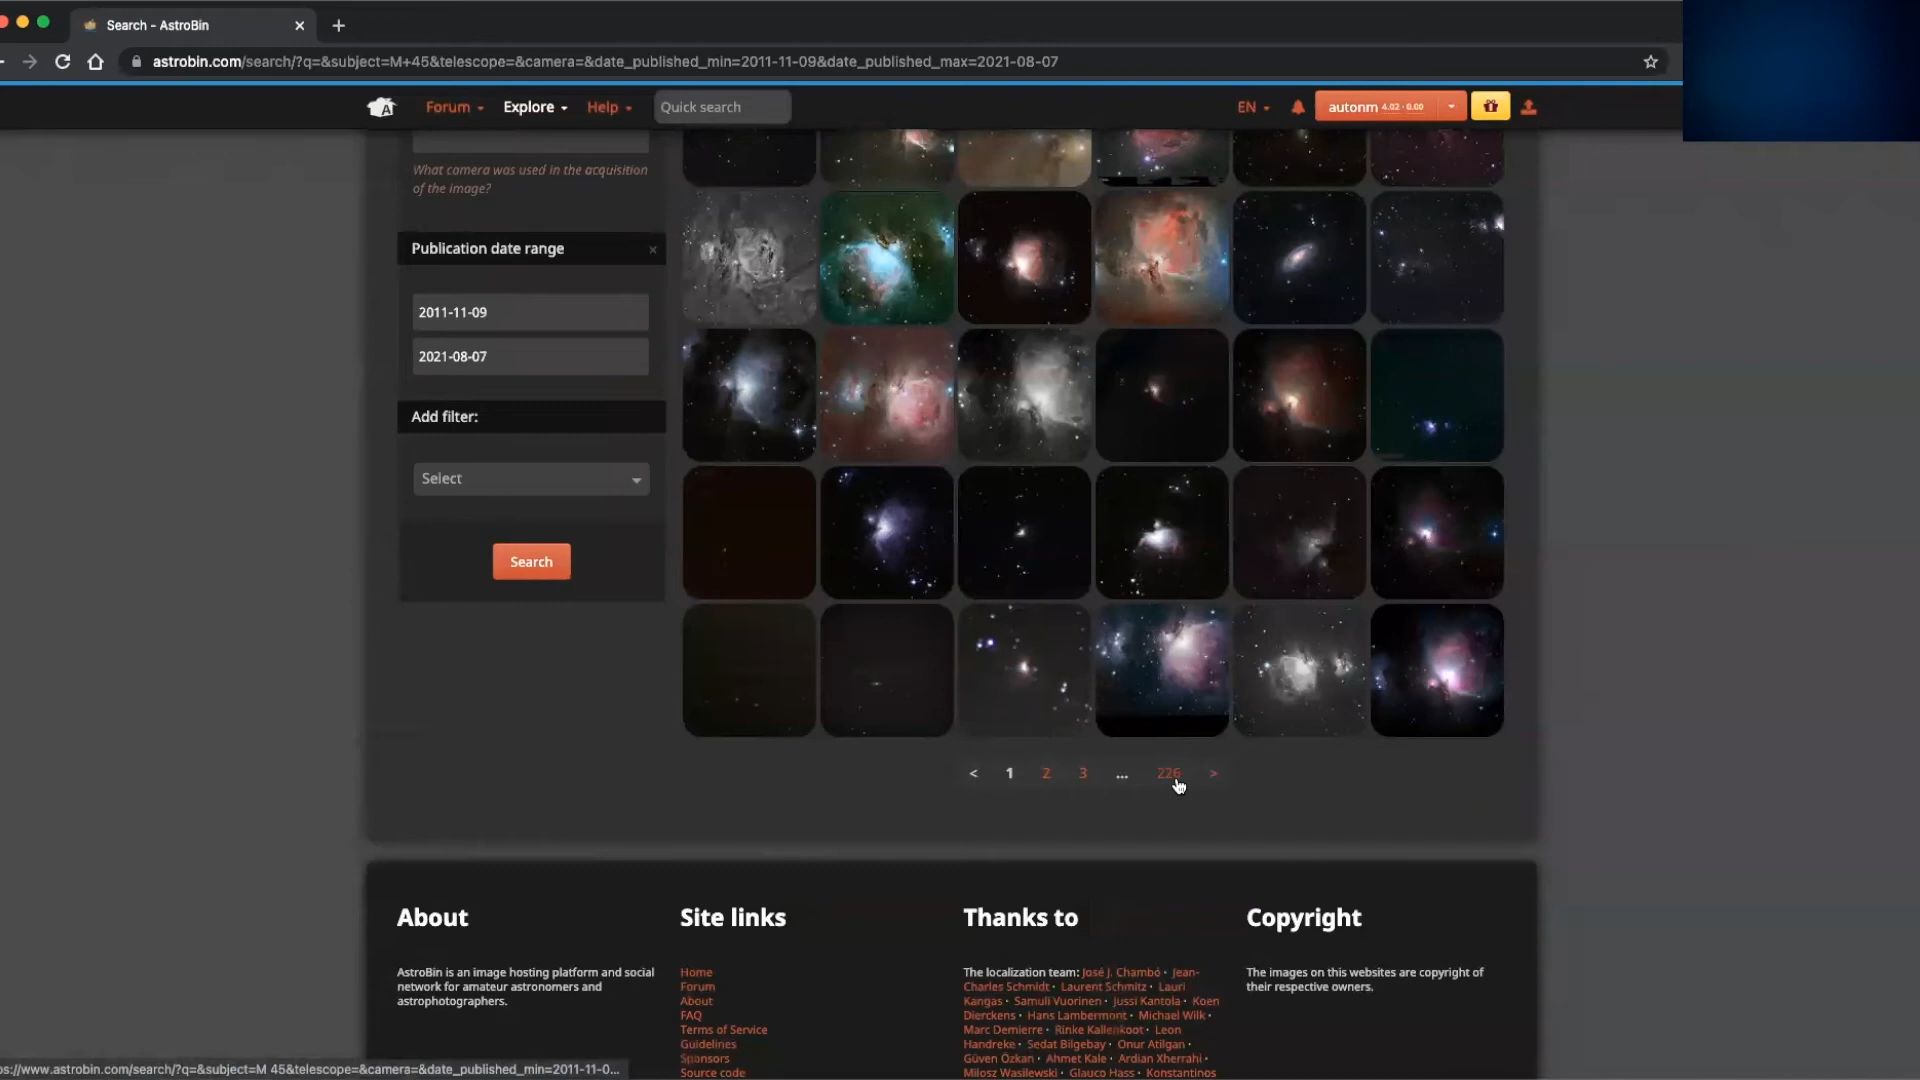 Search - AstroBin
astrobin.com/search/?q=&subject=M+45&telescope=&camera=&date_published_min=2011-11-09&date_published_max=2021-08-07
Forum
Explore
Help
Quick search
EN
autonm 4.02 · 0.00
What camera was used in the acquisition
of the image?
Publication date range
2011-11-09
2021-08-07
Add filter:
Select
Search
< 1 2 3 ... 226 >
About
AstroBin is an image hosting platform and social
network for amateur astronomers and
astrophotographers.
Site links
Home
Forum
About
FAQ
Terms of Service
Guidelines
Sponsors
Source code
Thanks to
The localization team: José J. Chambó · Jean-
Charles Schmidt · Laurent Schmitz · Lauri
Kangas · Samuli Vuorinen · Jussi Kantola · Koen
Dierckens · Hans Lambermont · Michael Wilk ·
Marc Demierre · Rinke Kallenkoot · Leon
Handreke · Sedat Bilgebay · Onur Atilgan ·
Güven Özkan · Ahmet Kale · Ardian Xherrahi ·
Milosz Wasilewski · Glauco Hass · Konstantinos
Copyright
The images on this websites are copyright of
their respective owners.
ps://www.astrobin.com/search/?q=&subject=M 45&telescope=&camera=&date_published_min=2011-11-0...